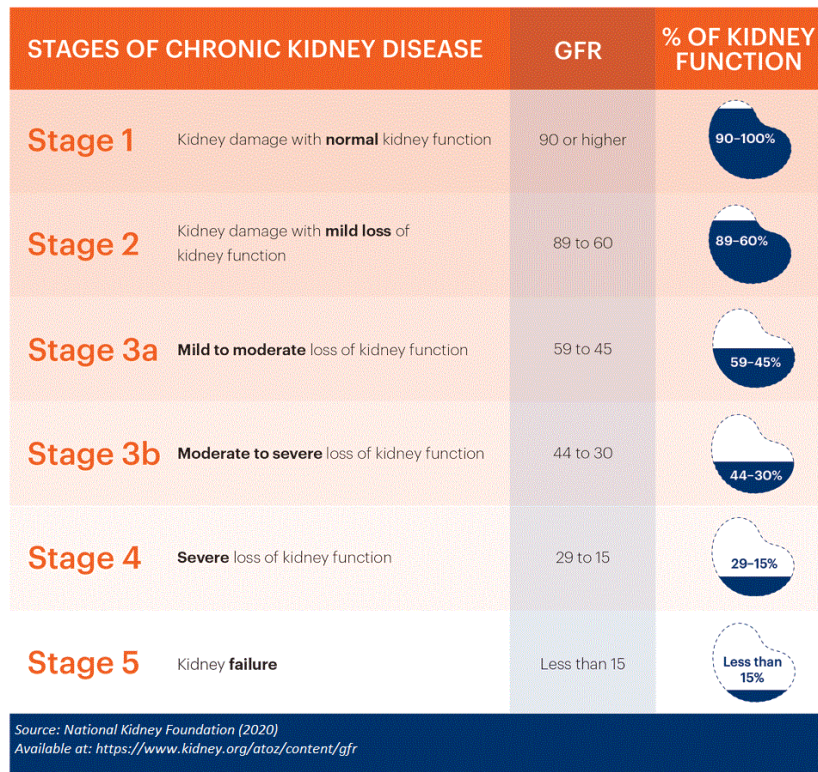 STAGES OF CHRONIC KIDNEY DISEASE
GFR
% OF KIDNEY
FUNCTION
Stage 1
Kidney damage with normal kidney function
90 or higher
90–100%
Stage 2
Kidney damage with mild loss of
kidney function
89 to 60
89–60%
Stage 3a
Mild to moderate loss of kidney function
59 to 45
59–45%
Stage 3b
Moderate to severe loss of kidney function
44 to 30
44–30%
Stage 4
Severe loss of kidney function
29 to 15
29–15%
Stage 5
Kidney failure
Less than 15
Less than
15%
Source: National Kidney Foundation (2020)
Available at: https://www.kidney.org/atoz/content/gfr